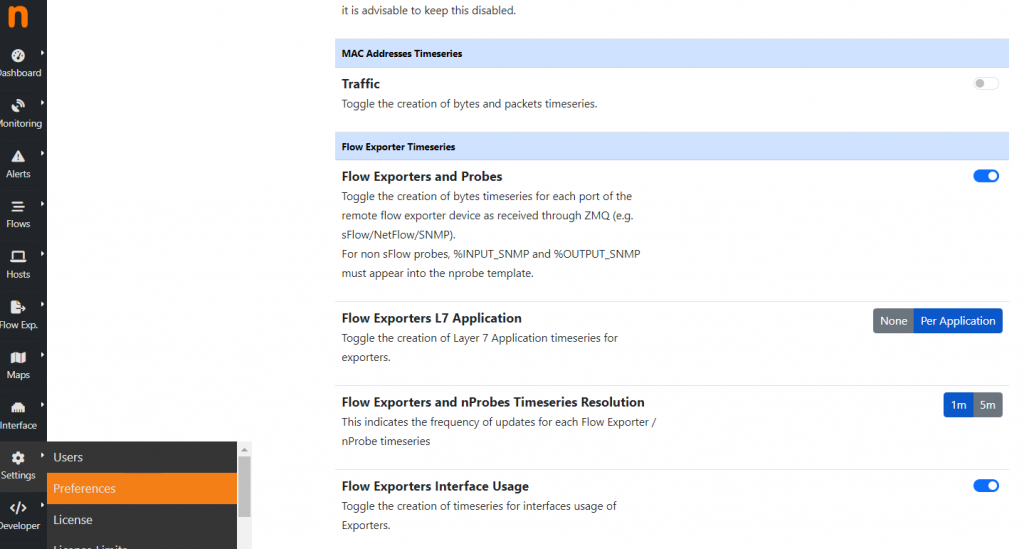 n
it is advisable to keep this disabled.
MAC Addresses Timeseries
Traffic
Toggle the creation of bytes and packets timeseries.
Flow Exporter Timeseries
Flow Exporters and Probes
Toggle the creation of bytes timeseries for each port of the
remote flow exporter device as received through ZMQ (e.g.
sFlow/NetFlow/SNMP).
For non sFlow probes, %INPUT_SNMP and %OUTPUT_SNMP
must appear into the nprobe template.
Flow Exporters L7 Application
None Per Application
Toggle the creation of Layer 7 Application timeseries for
exporters.
Flow Exporters and nProbes Timeseries Resolution
1m 5m
This indicates the frequency of updates for each Flow Exporter /
nProbe timeseries
Flow Exporters Interface Usage
Toggle the creation of timeseries for interfaces usage of
Exporters.
Dashboard
Monitoring
Alerts
Flows
Hosts
Flow Exp.
Maps
Interface
Settings
Developer
Users
Preferences
License
License Limits